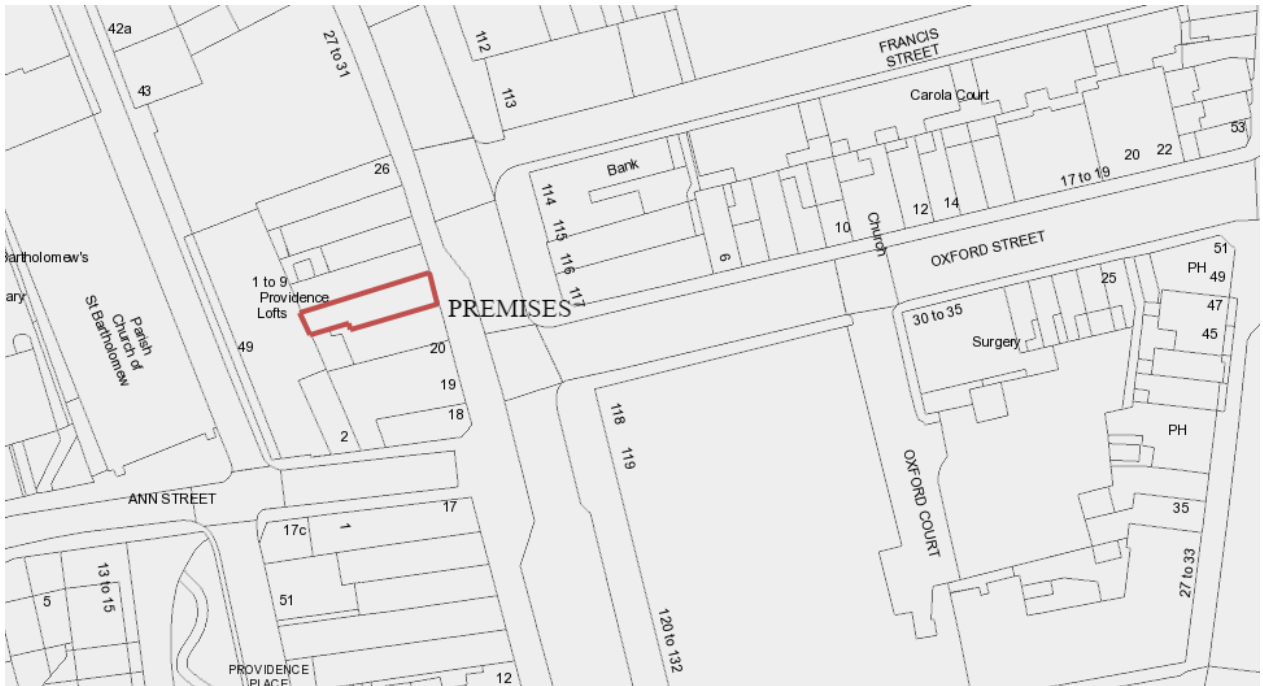 42a
43
27 to 31
112
113
FRANCIS
STREET
Carola Court
53
26
Bank
114
115
116
117
6
10
Church
12
14
17 to 19
20
22
OXFORD STREET
Bartholomew's
ary
St Bartholomew
Church of
Parish
1 to 9
Providence
Lofts
49
PREMISES
20
19
18
2
30 to 35
Surgery
25
PH
51
49
47
45
PH
118
119
OXFORD COURT
35
27 to 33
ANN STREET
17c
1
17
51
13 to 15
5
120 to 132
PROVIDENCE
PLACE
12